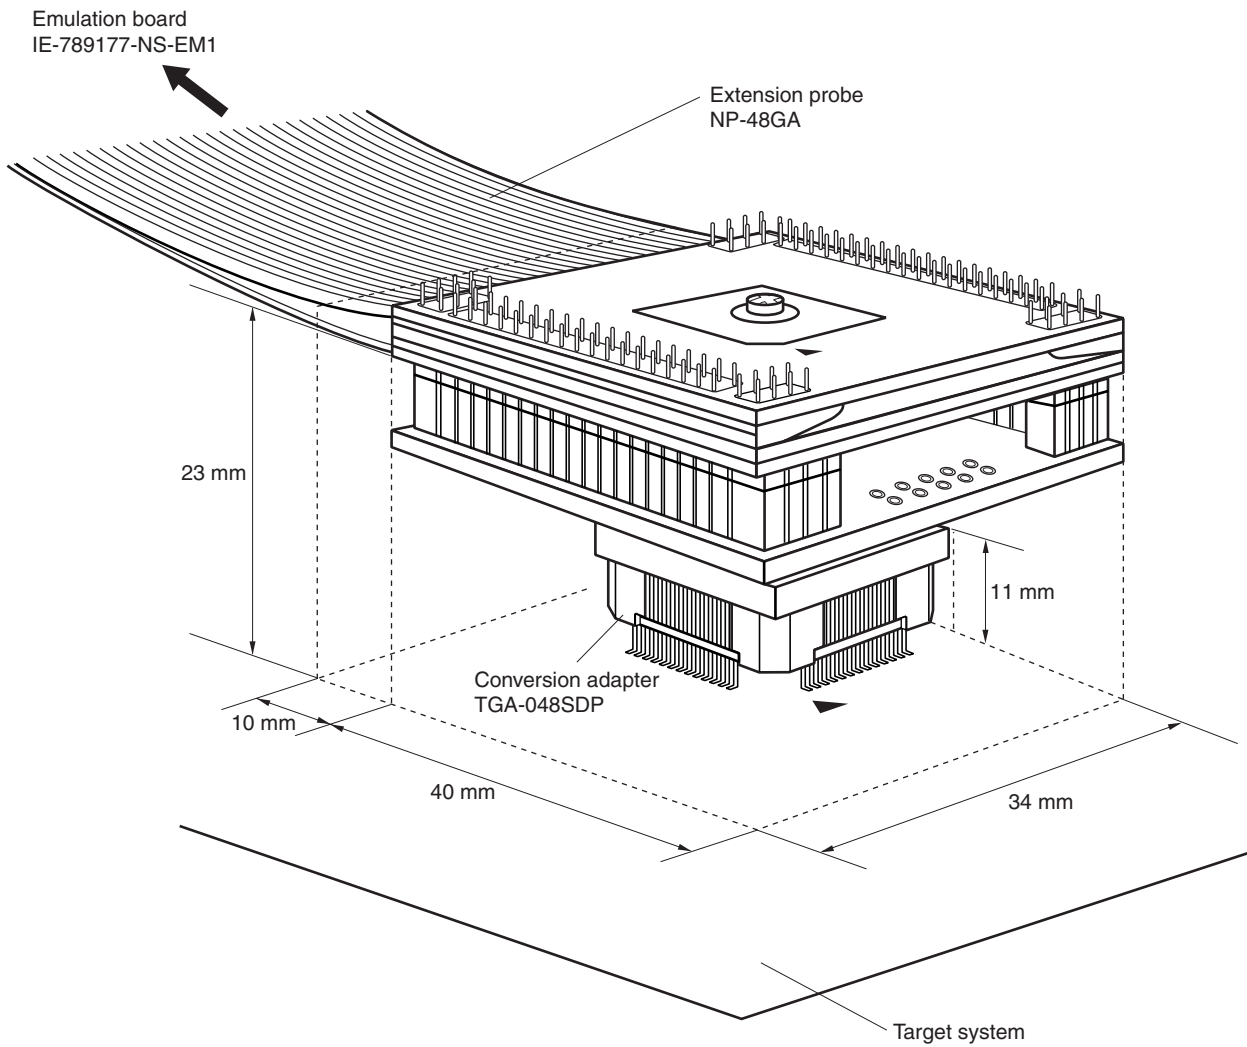 Emulation board
IE-789177-NS-EM1
Extension probe
NP-48GA
23 mm
11 mm
Conversion adapter
TGA-048SDP
10 mm
40 mm
34 mm
Target system